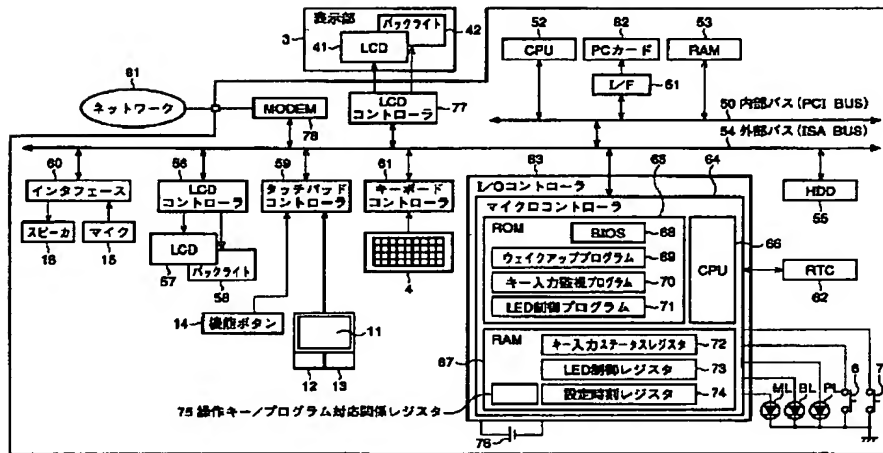 表示部
バックライト
42
3
41
LCD
52
CPU
82
PCカード
53
RAM
I/F
51
81
ネットワーク
MODEM
78
LCD
コントローラ
77
50 内部バス(PCI BUS)
54 外部バス(ISA BUS)
60
インタフェース
56
LCD
コントローラ
59
タッチパッド
コントローラ
61
キーボード
コントローラ
83
I/Oコントローラ
65
64
マイクロコントローラ
HDD
55
スピーカ
16
マイク
15
LCD
57
バックライト
58
4
ROM
BIOS
68
ウェイクアッププログラム
69
キー入力監視プログラム
70
LED制御プログラム
71
CPU
66
RTC
62
14
機能ボタン
11
12
13
67
RAM
キー入力ステータスレジスタ
72
LED制御レジスタ
73
設定時刻レジスタ
74
75 操作キー/プログラム対応関係レジスタ
76
ML
BL
PL
6
7